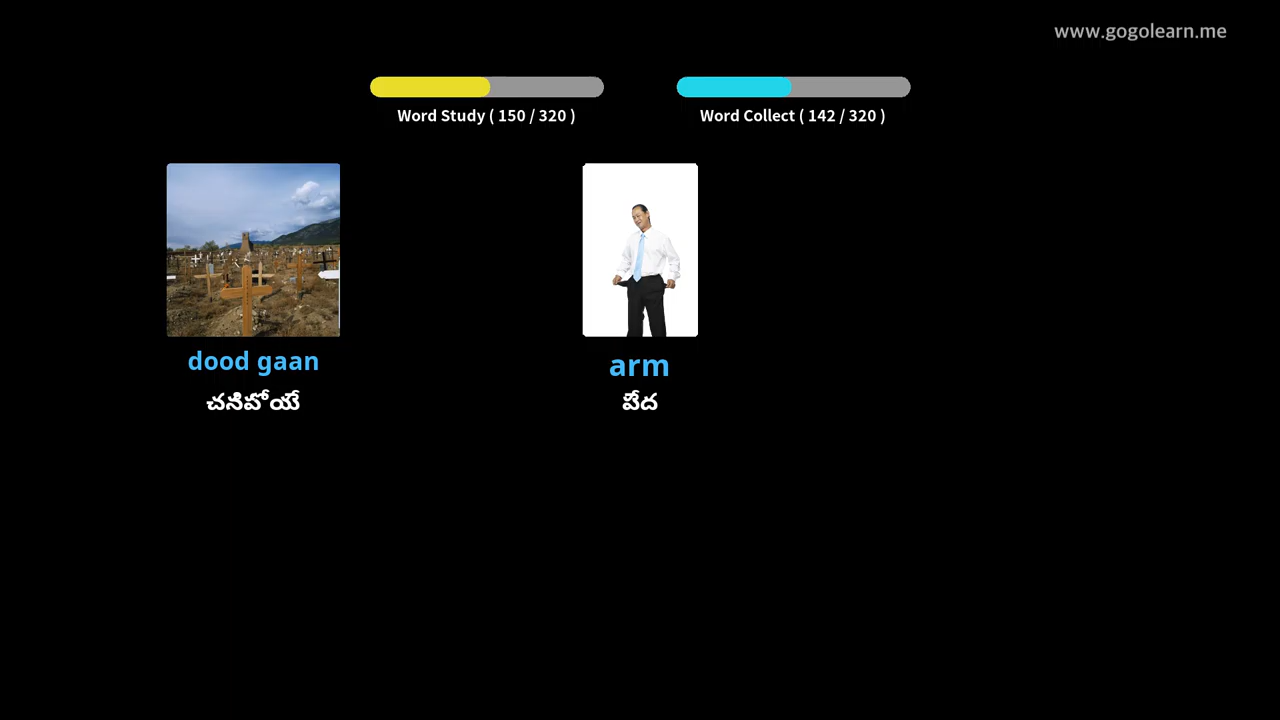 www.gogolearn.me
Word Study ( 150 / 320 )
Word Collect ( 142 / 320 )
dood gaan
చనిపోయే
arm
పేద